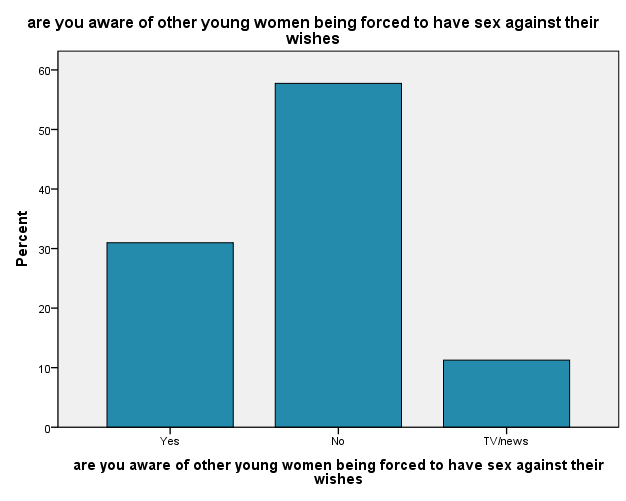 are you aware of other young women being forced to have sex against their
wishes
Percent
60
50
40
30
20
10
0
Yes No TV/news
are you aware of other young women being forced to have sex against their
wishes